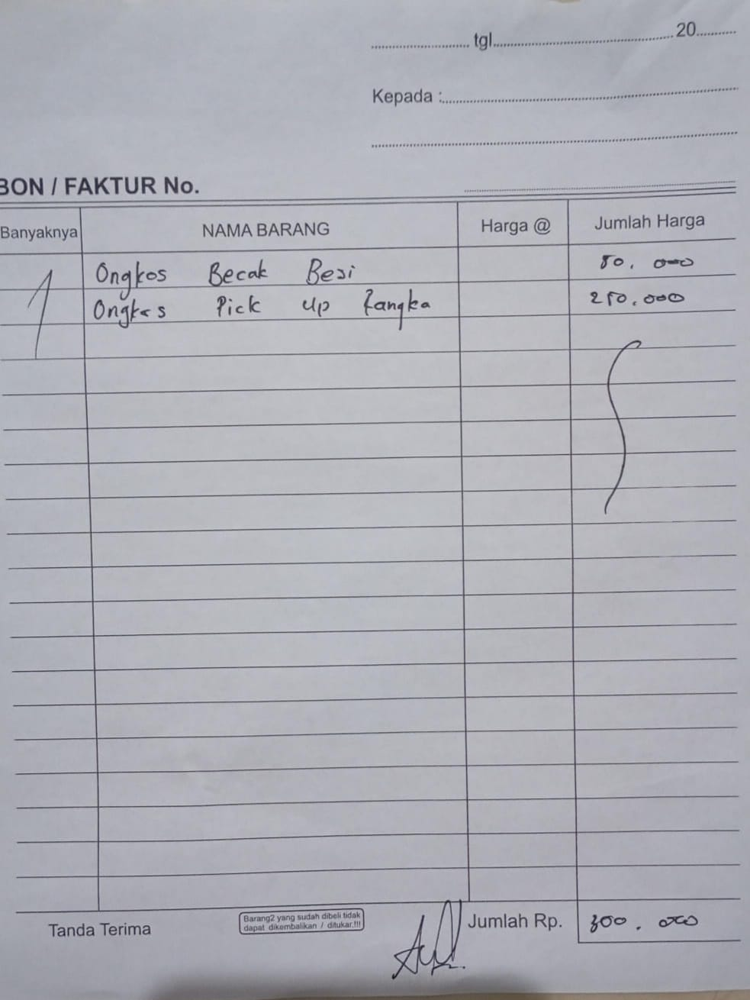 tgl 20
Kepada :
BON / FAKTUR No.
Banyaknya NAMA BARANG Harga @ Jumlah Harga
1 Ongkos Becak Besi 50.000
Ongkos Pick up Rangka 250.000
Tanda Terima
Barang2 yang sudah dibeli tidak
dapat dikembalikan / ditukar.!!!
Jumlah Rp. 300.000